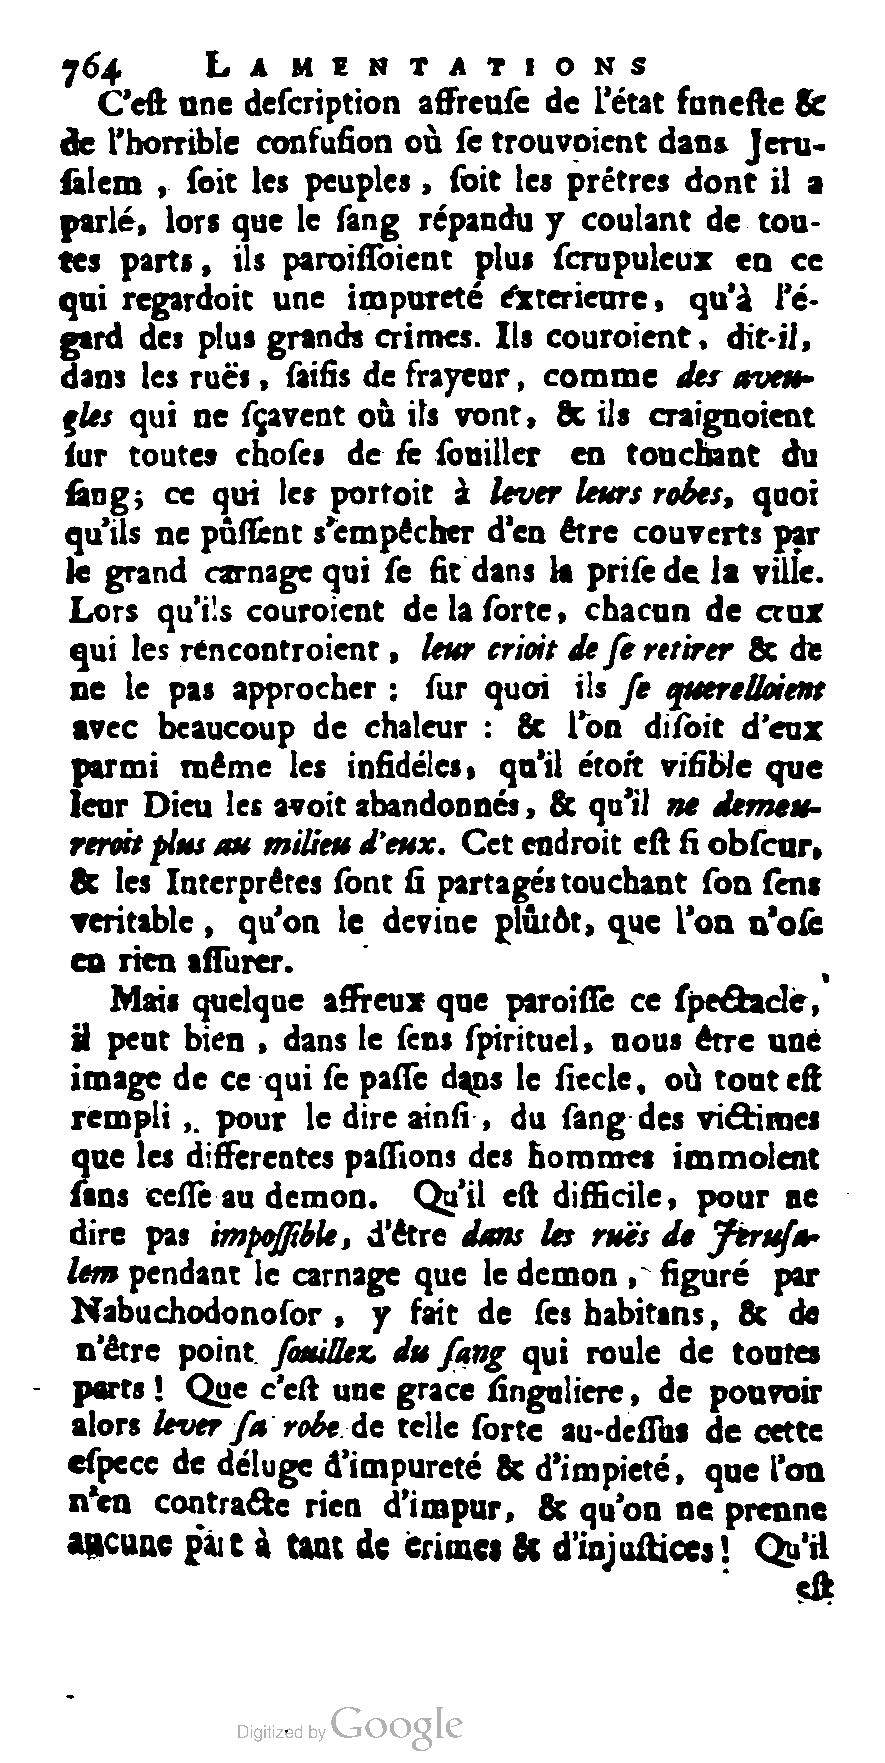 764 LAMENTATIONS
C'eſt une deſcription affreuſe de l'état funeſte &
de l'horrible confuſion où ſe trouvoient dans Jeru-
ſalem , ſoit les peuples , ſoit les prêtres dont il a
parlé, lors que le ſang répandu y coulant de tou-
tes parts, ils paroiſſoient plus ſcrupuleux en ce
qui regardoit une impureté éxterieure, qu'à l'é-
gard des plus grands crimes. Ils couroient, dit-il,
dans les ruës, ſaiſis de frayeur, comme des aveu-
gles qui ne ſçavent où ils vont, & ils craignoient
ſur toutes choſes de ſe ſouiller en touchant du
ſang; ce qui les portoit à lever leurs robes, quoi
qu'ils ne pûſſent s'empêcher d'en être couverts par
le grand carnage qui ſe fit dans la priſe de la ville.
Lors qu'ils couroient de la ſorte, chacun de ceux
qui les rencontroient, leur crioit de ſe retirer & de
ne le pas approcher : ſur quoi ils ſe querelloient
avec beaucoup de chaleur : & l'on diſoit d'eux
parmi même les infidéles, qu'il étoit viſible que
leur Dieu les avoit abandonnés, & qu'il ne demeu-
reroit plus au milieu d'eux. Cet endroit eſt ſi obſcur,
& les Interprêtes ſont ſi partagés touchant ſon ſens
veritable, qu'on le devine plûtôt, que l'on n'oſe
en rien aſſurer.
Mais quelque affreux que paroiſſe ce ſpectacle,
il peut bien , dans le ſens ſpirituel, nous être une
image de ce qui ſe paſſe dans le ſiecle, où tout eſt
rempli , pour le dire ainſi , du ſang des victimes
que les differentes paſſions des hommes immolent
ſans ceſſe au demon. Qu'il eſt difficile, pour ne
dire pas impoſſible, d'être dans les ruës de Jeruſa-
lem pendant le carnage que le demon , figuré par
Nabuchodonoſor , y fait de ſes habitans, & de
n'être point ſouillez du ſang qui roule de toutes
parts ! Que c'eſt une grace ſinguliere, de pouvoir
alors lever ſa robe de telle ſorte au-deſſus de cette
eſpece de déluge d'impureté & d'impieté, que l'on
n'en contracte rien d'impur, & qu'on ne prenne
aucune part à tant de crimes & d'injuſtices ! Qu'il
eſt
Digitized by Google